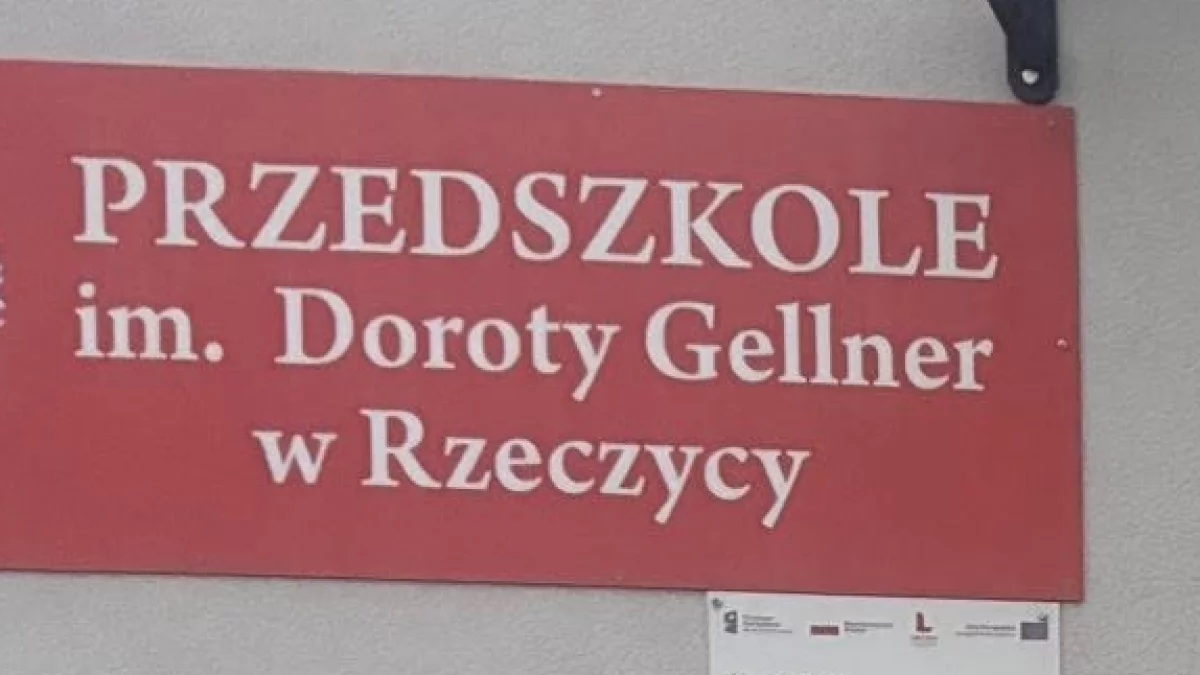 PRZEDSZKOLE
im. Doroty Gellner
w Rzeczycy